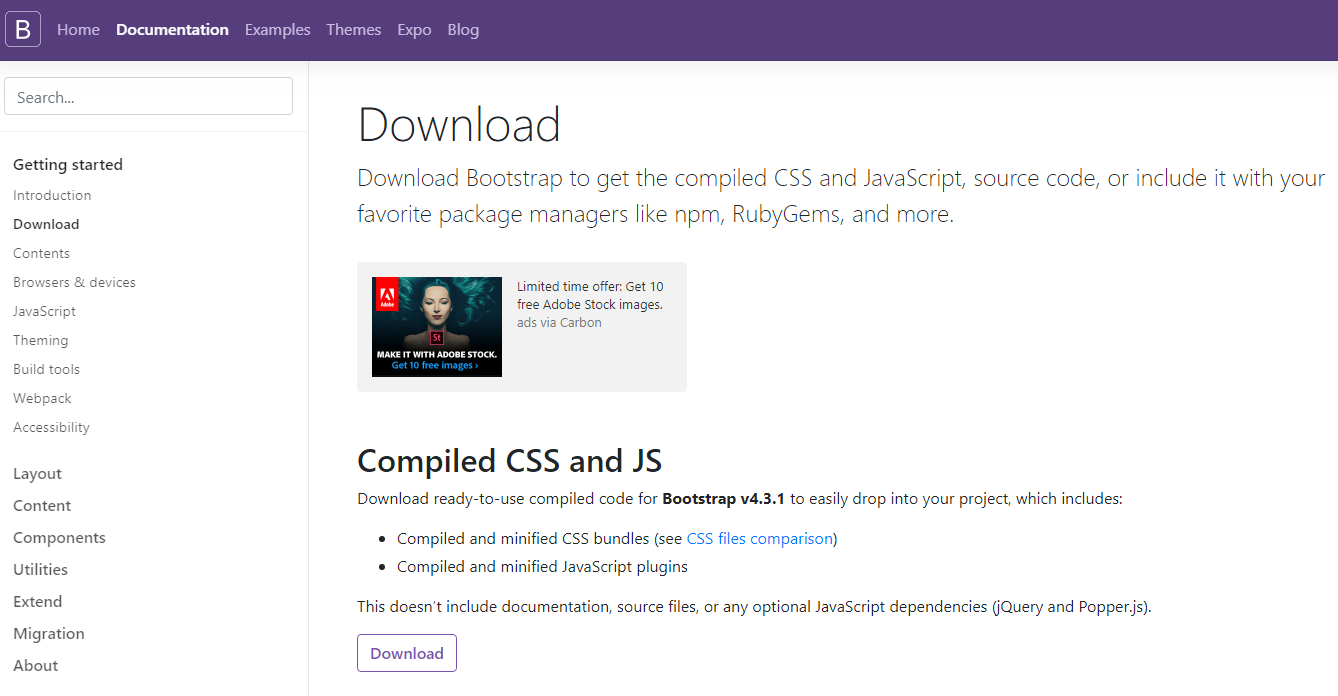 B Home Documentation Examples Themes Expo Blog
Search...
Getting started
Introduction
Download
Contents
Browsers & devices
JavaScript
Theming
Build tools
Webpack
Accessibility
Layout
Content
Components
Utilities
Extend
Migration
About
Download
Download Bootstrap to get the compiled CSS and JavaScript, source code, or include it with your
favorite package managers like npm, RubyGems, and more.
Adobe
St
MAKE IT WITH ADOBE STOCK.
Get 10 free images ›
Limited time offer: Get 10
free Adobe Stock images.
ads via Carbon
Compiled CSS and JS
Download ready-to-use compiled code for Bootstrap v4.3.1 to easily drop into your project, which includes:
• Compiled and minified CSS bundles (see CSS files comparison)
• Compiled and minified JavaScript plugins
This doesn’t include documentation, source files, or any optional JavaScript dependencies (jQuery and Popper.js).
Download